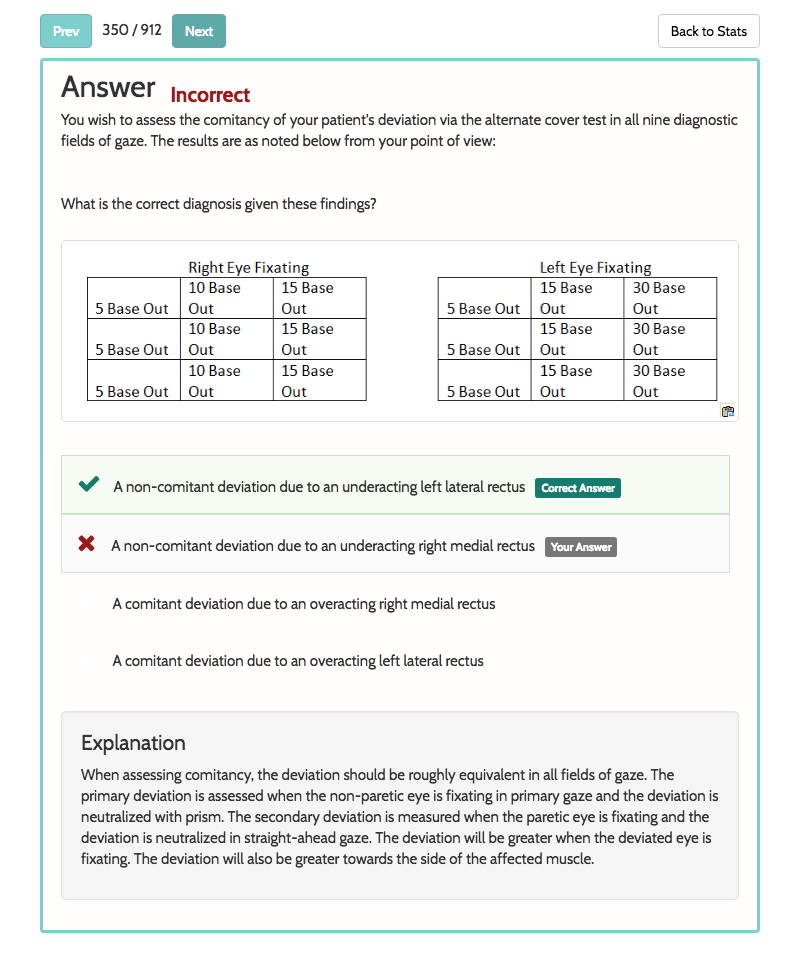 Prev 350 / 912 Next Back to Stats
Answer Incorrect
You wish to assess the comitancy of your patient's deviation via the alternate cover test in all nine diagnostic
fields of gaze. The results are as noted below from your point of view:
What is the correct diagnosis given these findings?
Right Eye Fixating
10 Base 15 Base
5 Base Out Out Out
10 Base 15 Base
5 Base Out Out Out
10 Base 15 Base
5 Base Out Out Out
Left Eye Fixating
15 Base 30 Base
5 Base Out Out Out
15 Base 30 Base
5 Base Out Out Out
15 Base 30 Base
5 Base Out Out Out
A non-comitant deviation due to an underacting left lateral rectus Correct Answer
A non-comitant deviation due to an underacting right medial rectus Your Answer
A comitant deviation due to an overacting right medial rectus
A comitant deviation due to an overacting left lateral rectus
Explanation
When assessing comitancy, the deviation should be roughly equivalent in all fields of gaze. The
primary deviation is assessed when the non-paretic eye is fixating in primary gaze and the deviation is
neutralized with prism. The secondary deviation is measured when the paretic eye is fixating and the
deviation is neutralized in straight-ahead gaze. The deviation will be greater when the deviated eye is
fixating. The deviation will also be greater towards the side of the affected muscle.